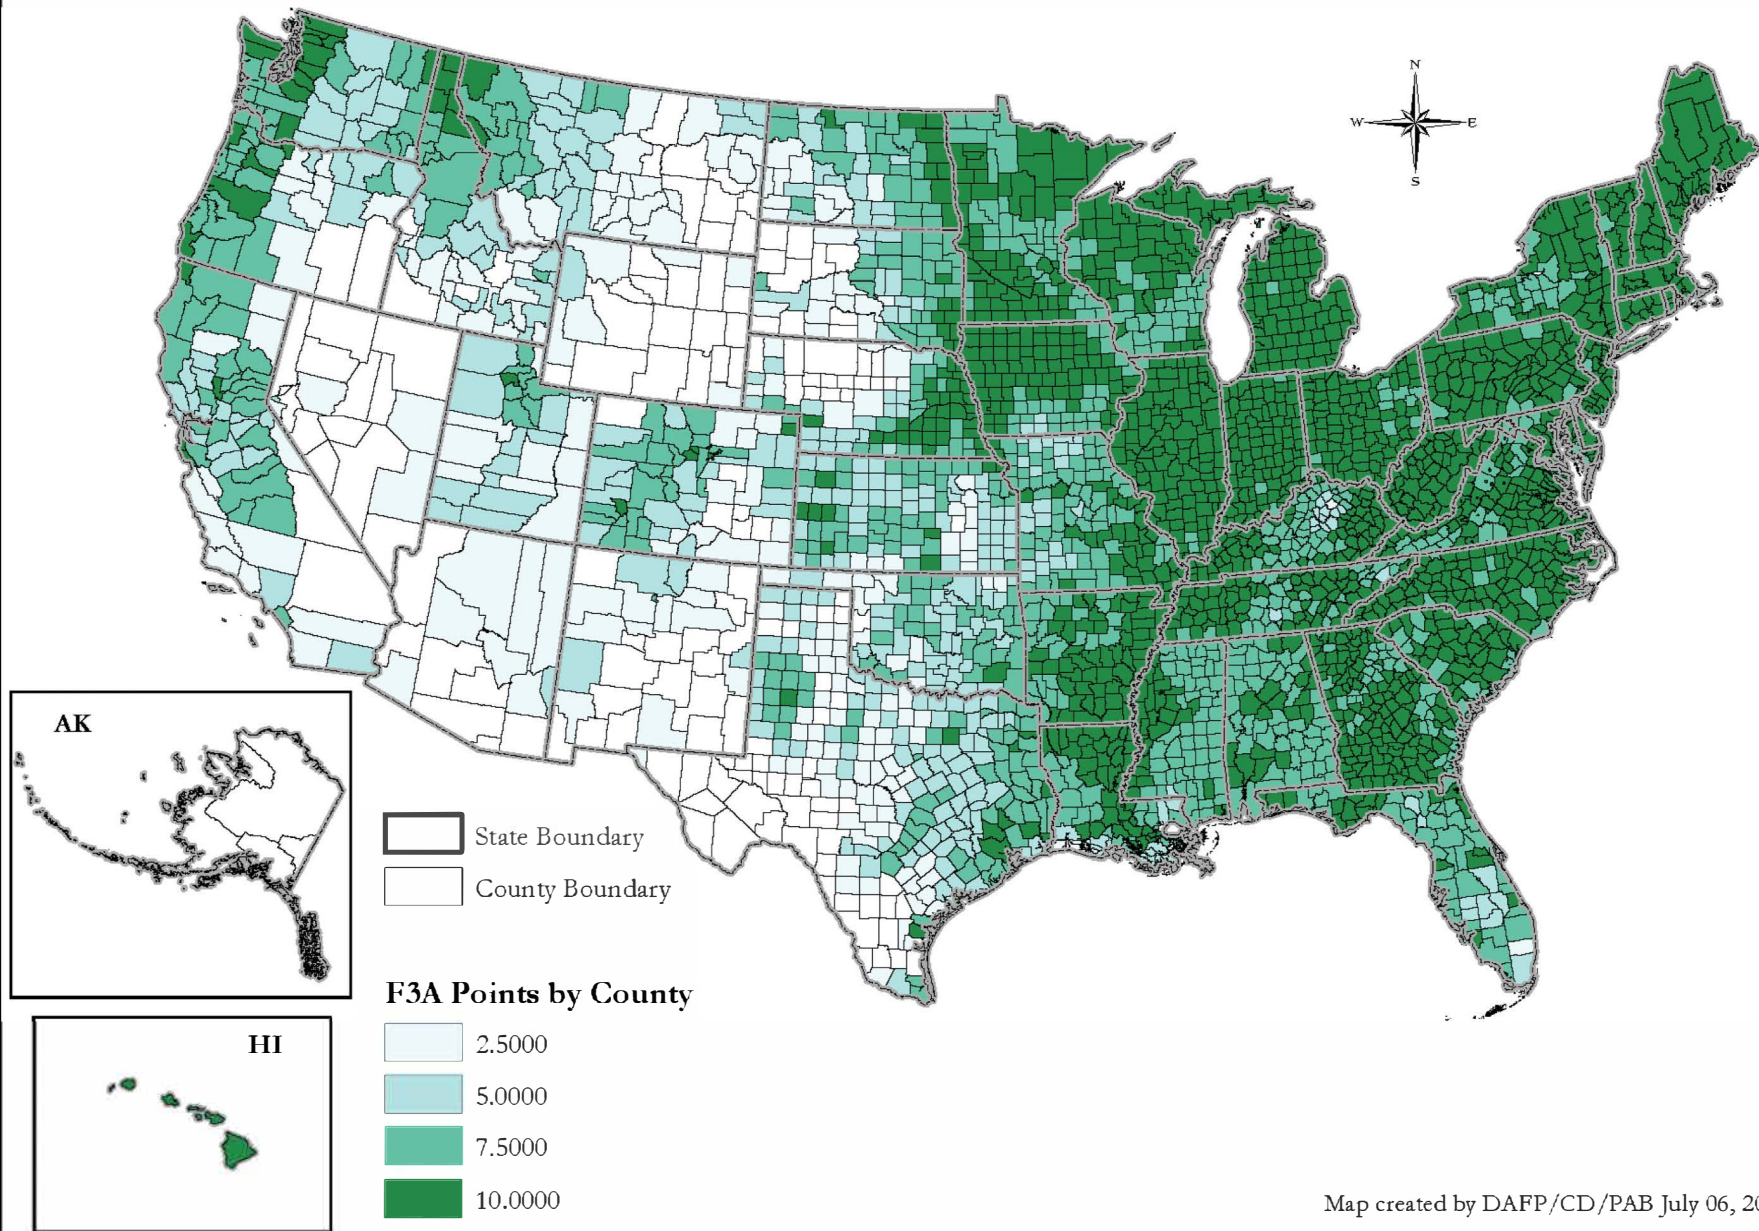 N
W
E
S
AK
State Boundary
County Boundary
F3A Points by County
HI
2.5000
5.0000
7.5000
10.0000
Map created by DAFP/CD/PAB July 06,